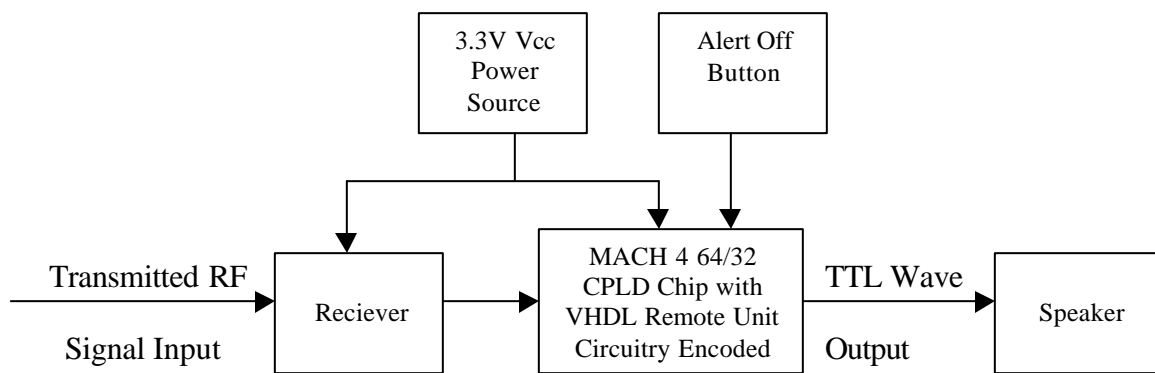 3.3V Vcc
Power
Source
Alert Off
Button
Transmitted RF
Signal Input
Reciever
MACH 4 64/32
CPLD Chip with
VHDL Remote Unit
Circuitry Encoded
TTL Wave
Output
Speaker